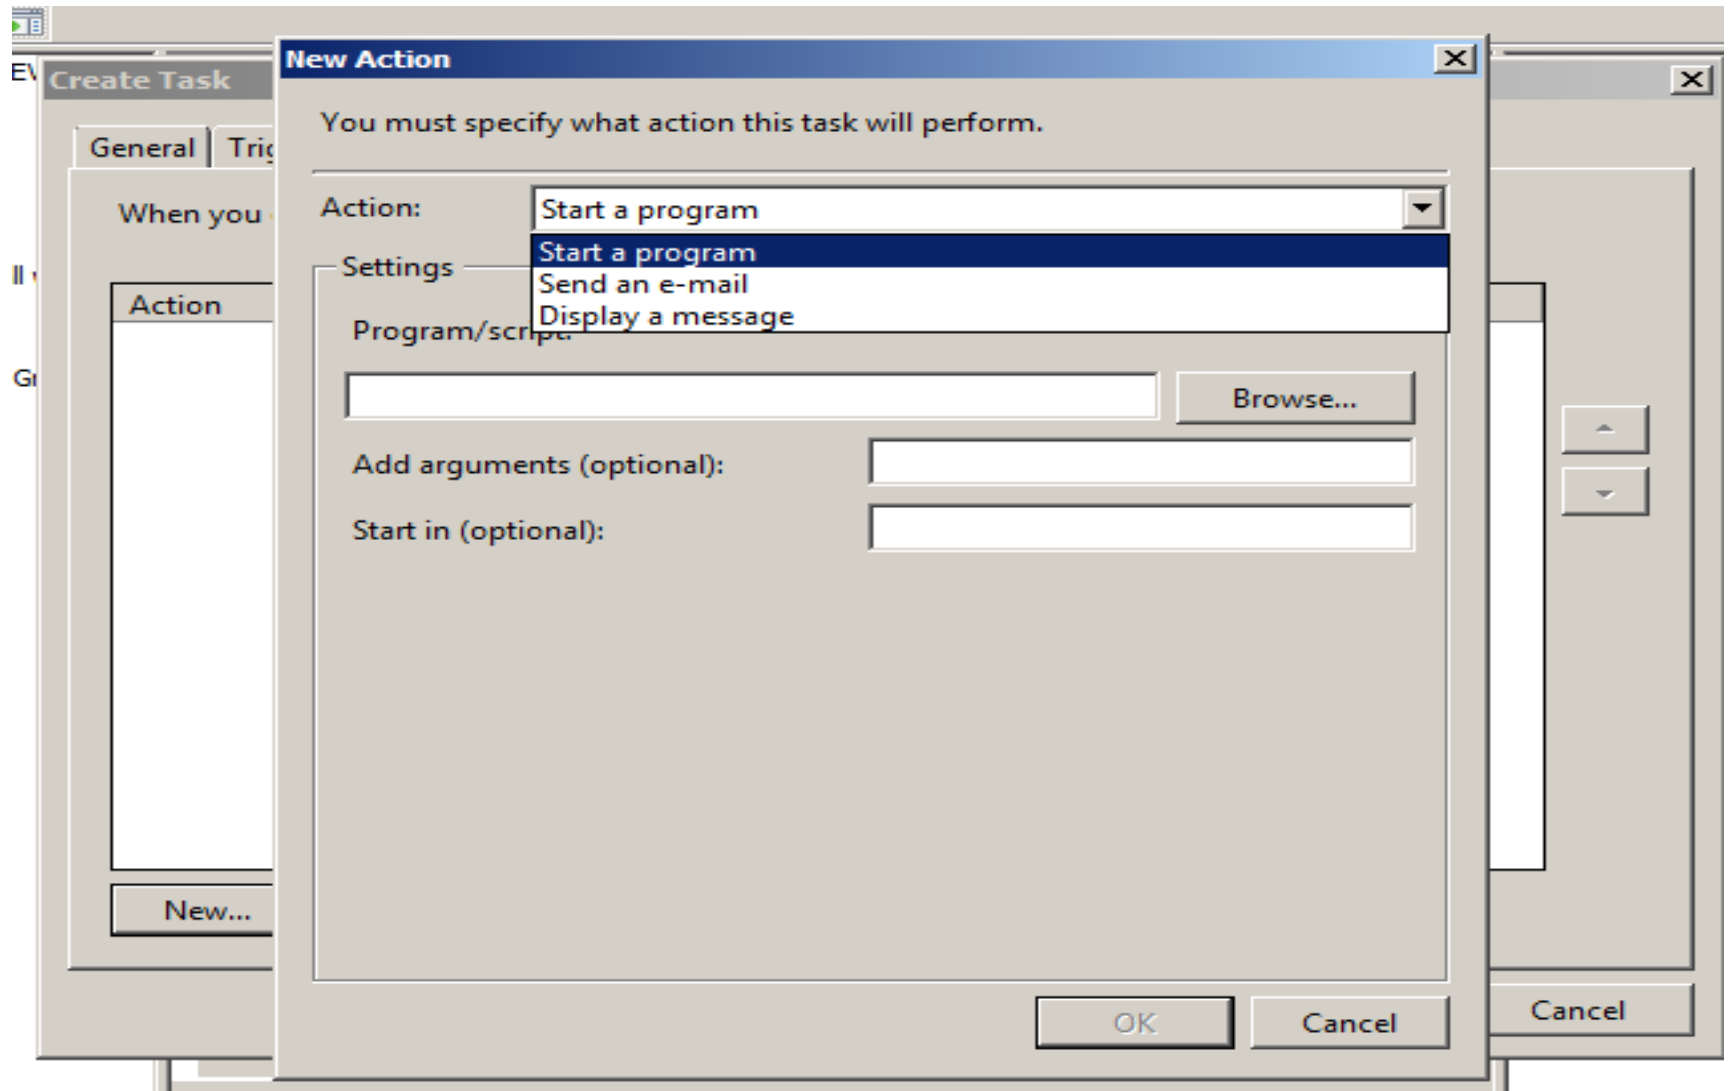 New Action
Create Task
You must specify what action this task will perform.
General
When you
Action:
Start a program
Start a program
Send an e-mail
Display a message
Settings
Action
Program/script:
Browse...
Add arguments (optional):
Start in (optional):
New...
OK
Cancel
Cancel